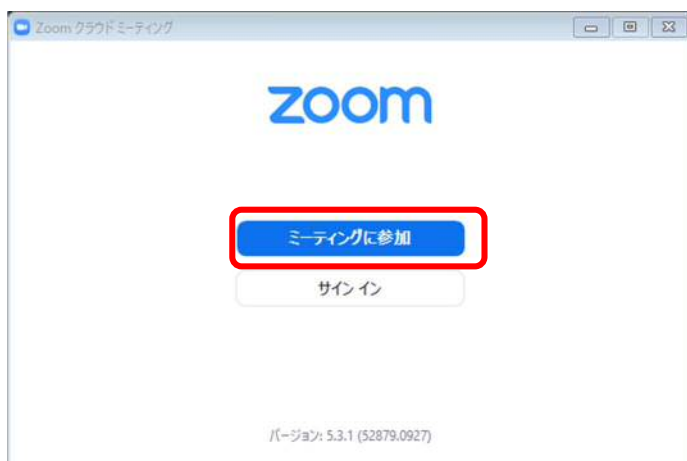 Zoom クラウド ミーティング
zoom
ミーティングに参加
サイン イン
バージョン: 5.3.1 (52879.0927)